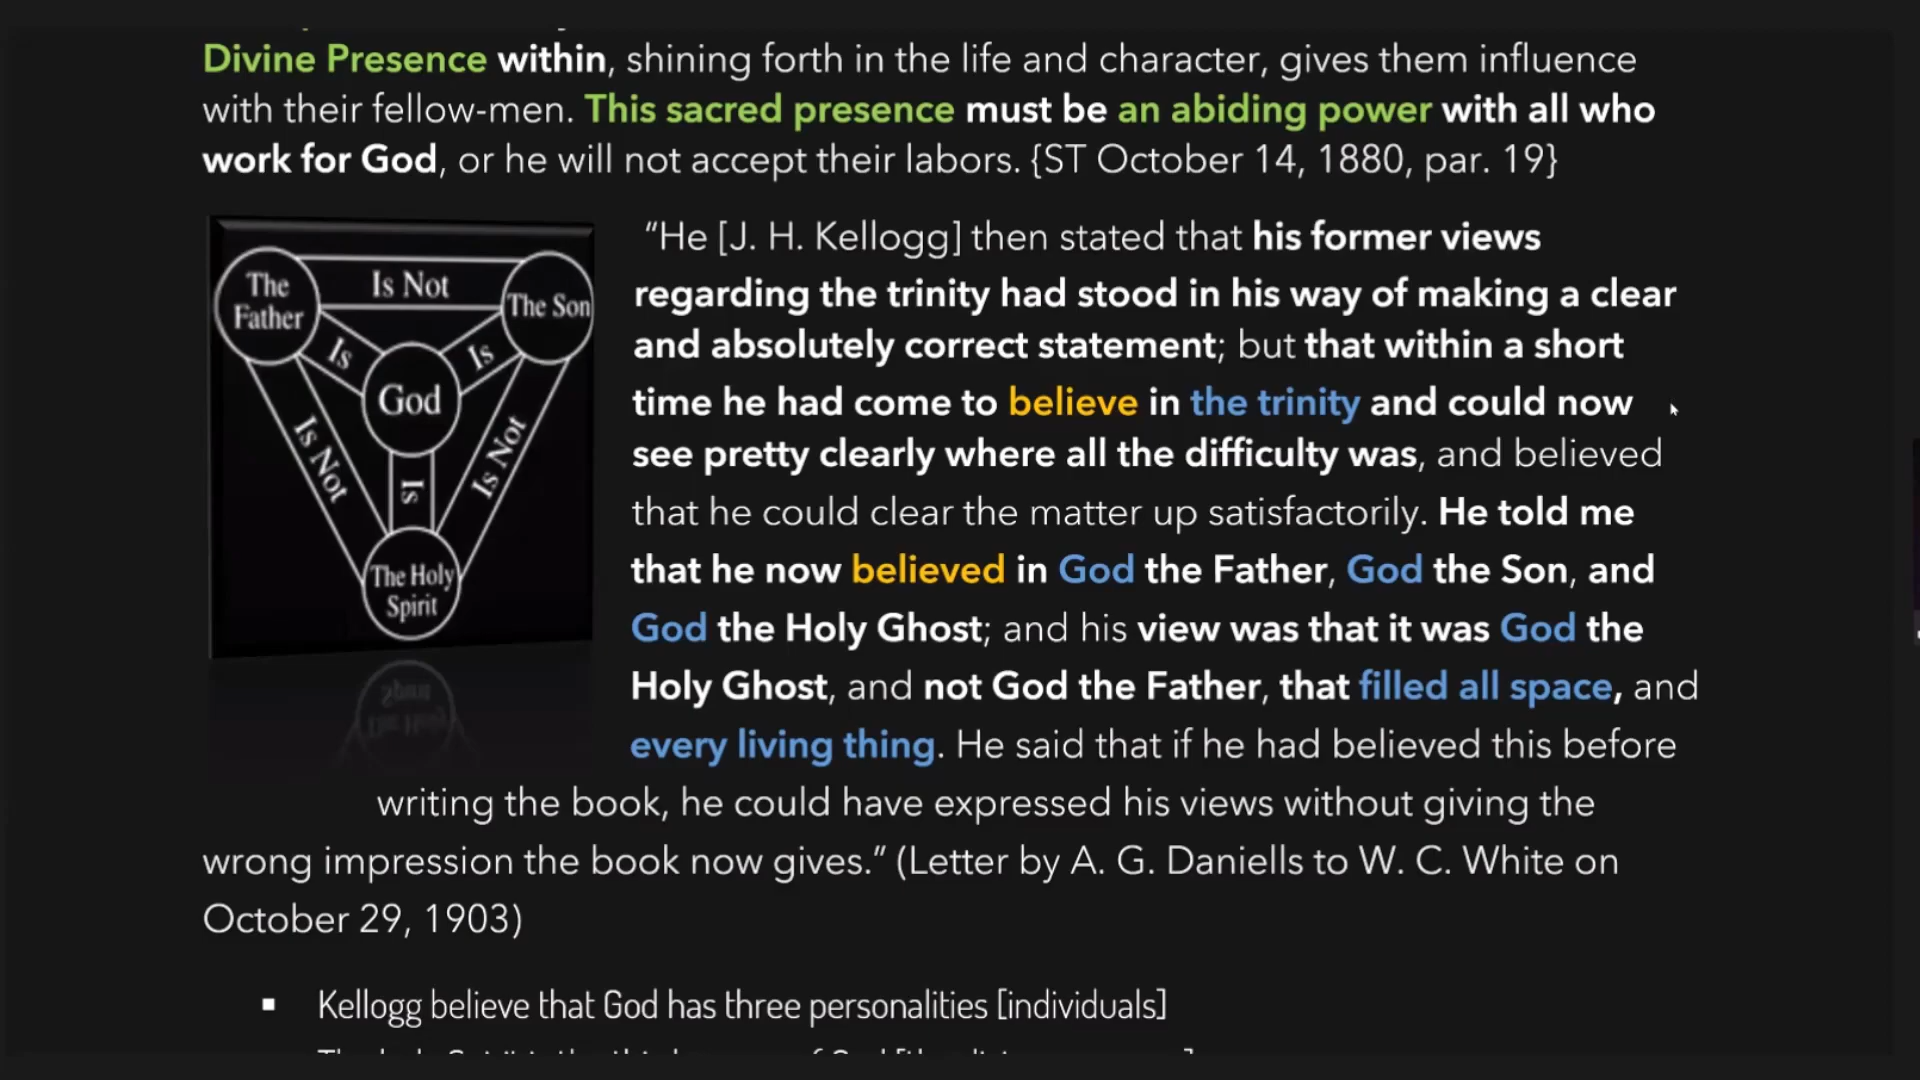 Divine Presence within, shining forth in the life and character, gives them influence
with their fellow-men. This sacred presence must be an abiding power with all who
work for God, or he will not accept their labors. {ST October 14, 1880, par. 19}
The Father
Is Not
The Son
Is
Is
God
Is Not
Is Not
Is
The Holy Spirit
“He [J. H. Kellogg] then stated that his former views
regarding the trinity had stood in his way of making a clear
and absolutely correct statement; but that within a short
time he had come to believe in the trinity and could now
see pretty clearly where all the difficulty was, and believed
that he could clear the matter up satisfactorily. He told me
that he now believed in God the Father, God the Son, and
God the Holy Ghost; and his view was that it was God the
Holy Ghost, and not God the Father, that filled all space, and
every living thing. He said that if he had believed this before
writing the book, he could have expressed his views without giving the
wrong impression the book now gives.” (Letter by A. G. Daniells to W. C. White on
October 29, 1903)
▪ Kellogg believe that God has three personalities [individuals]